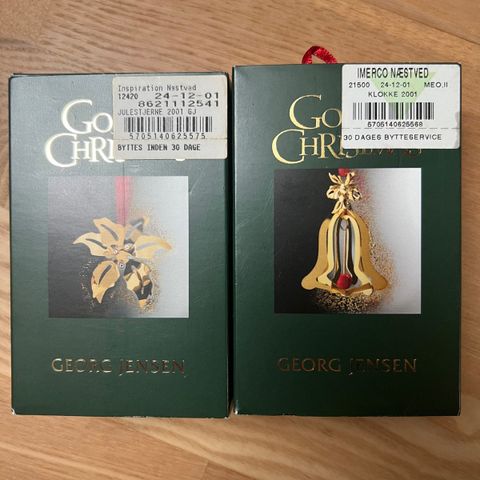 Inspiration Næstved
12420 24-12-01
8621112541
JULESTJERNE 2001 GJ
5705140625575
BYTTES INDEN 30 DAGE
GEORG JENSEN
IMERCO NÆSTVED
21500 24-12-01 MEO.II
KLOKKE 2001
5705140625568
30 DAGES BYTTESERVICE
GEORG JENSEN